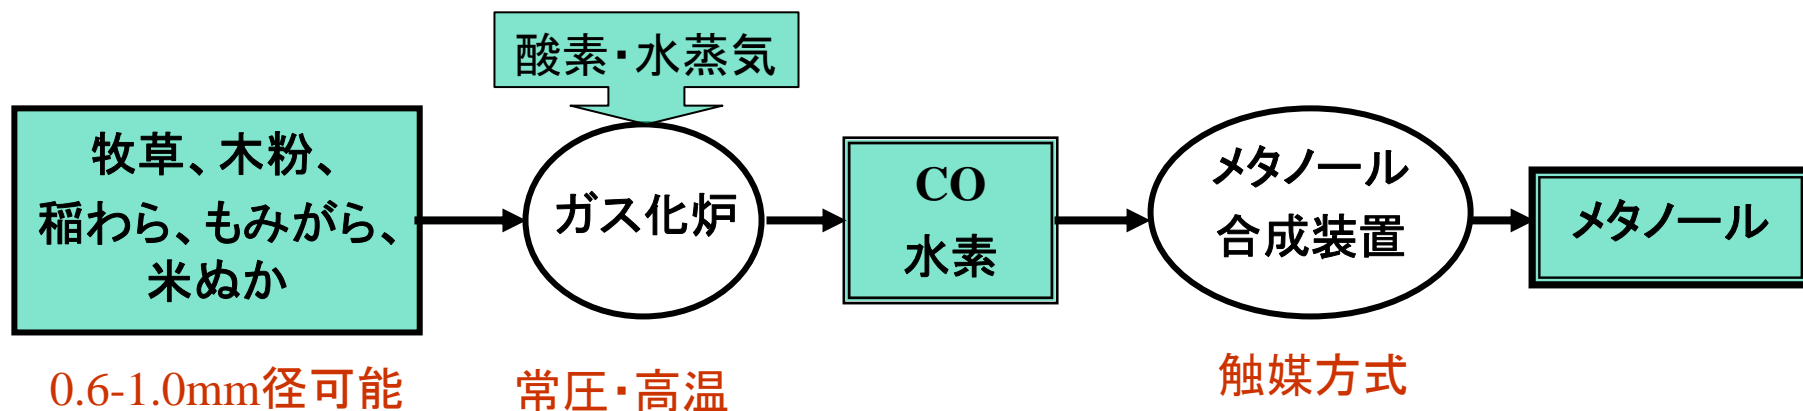 酸素・水蒸気
牧草、木粉、
稲わら、もみがら、
米ぬか
ガス化炉
CO
水素
メタノール
合成装置
メタノール
0.6-1.0mm径可能
常圧・高温
触媒方式